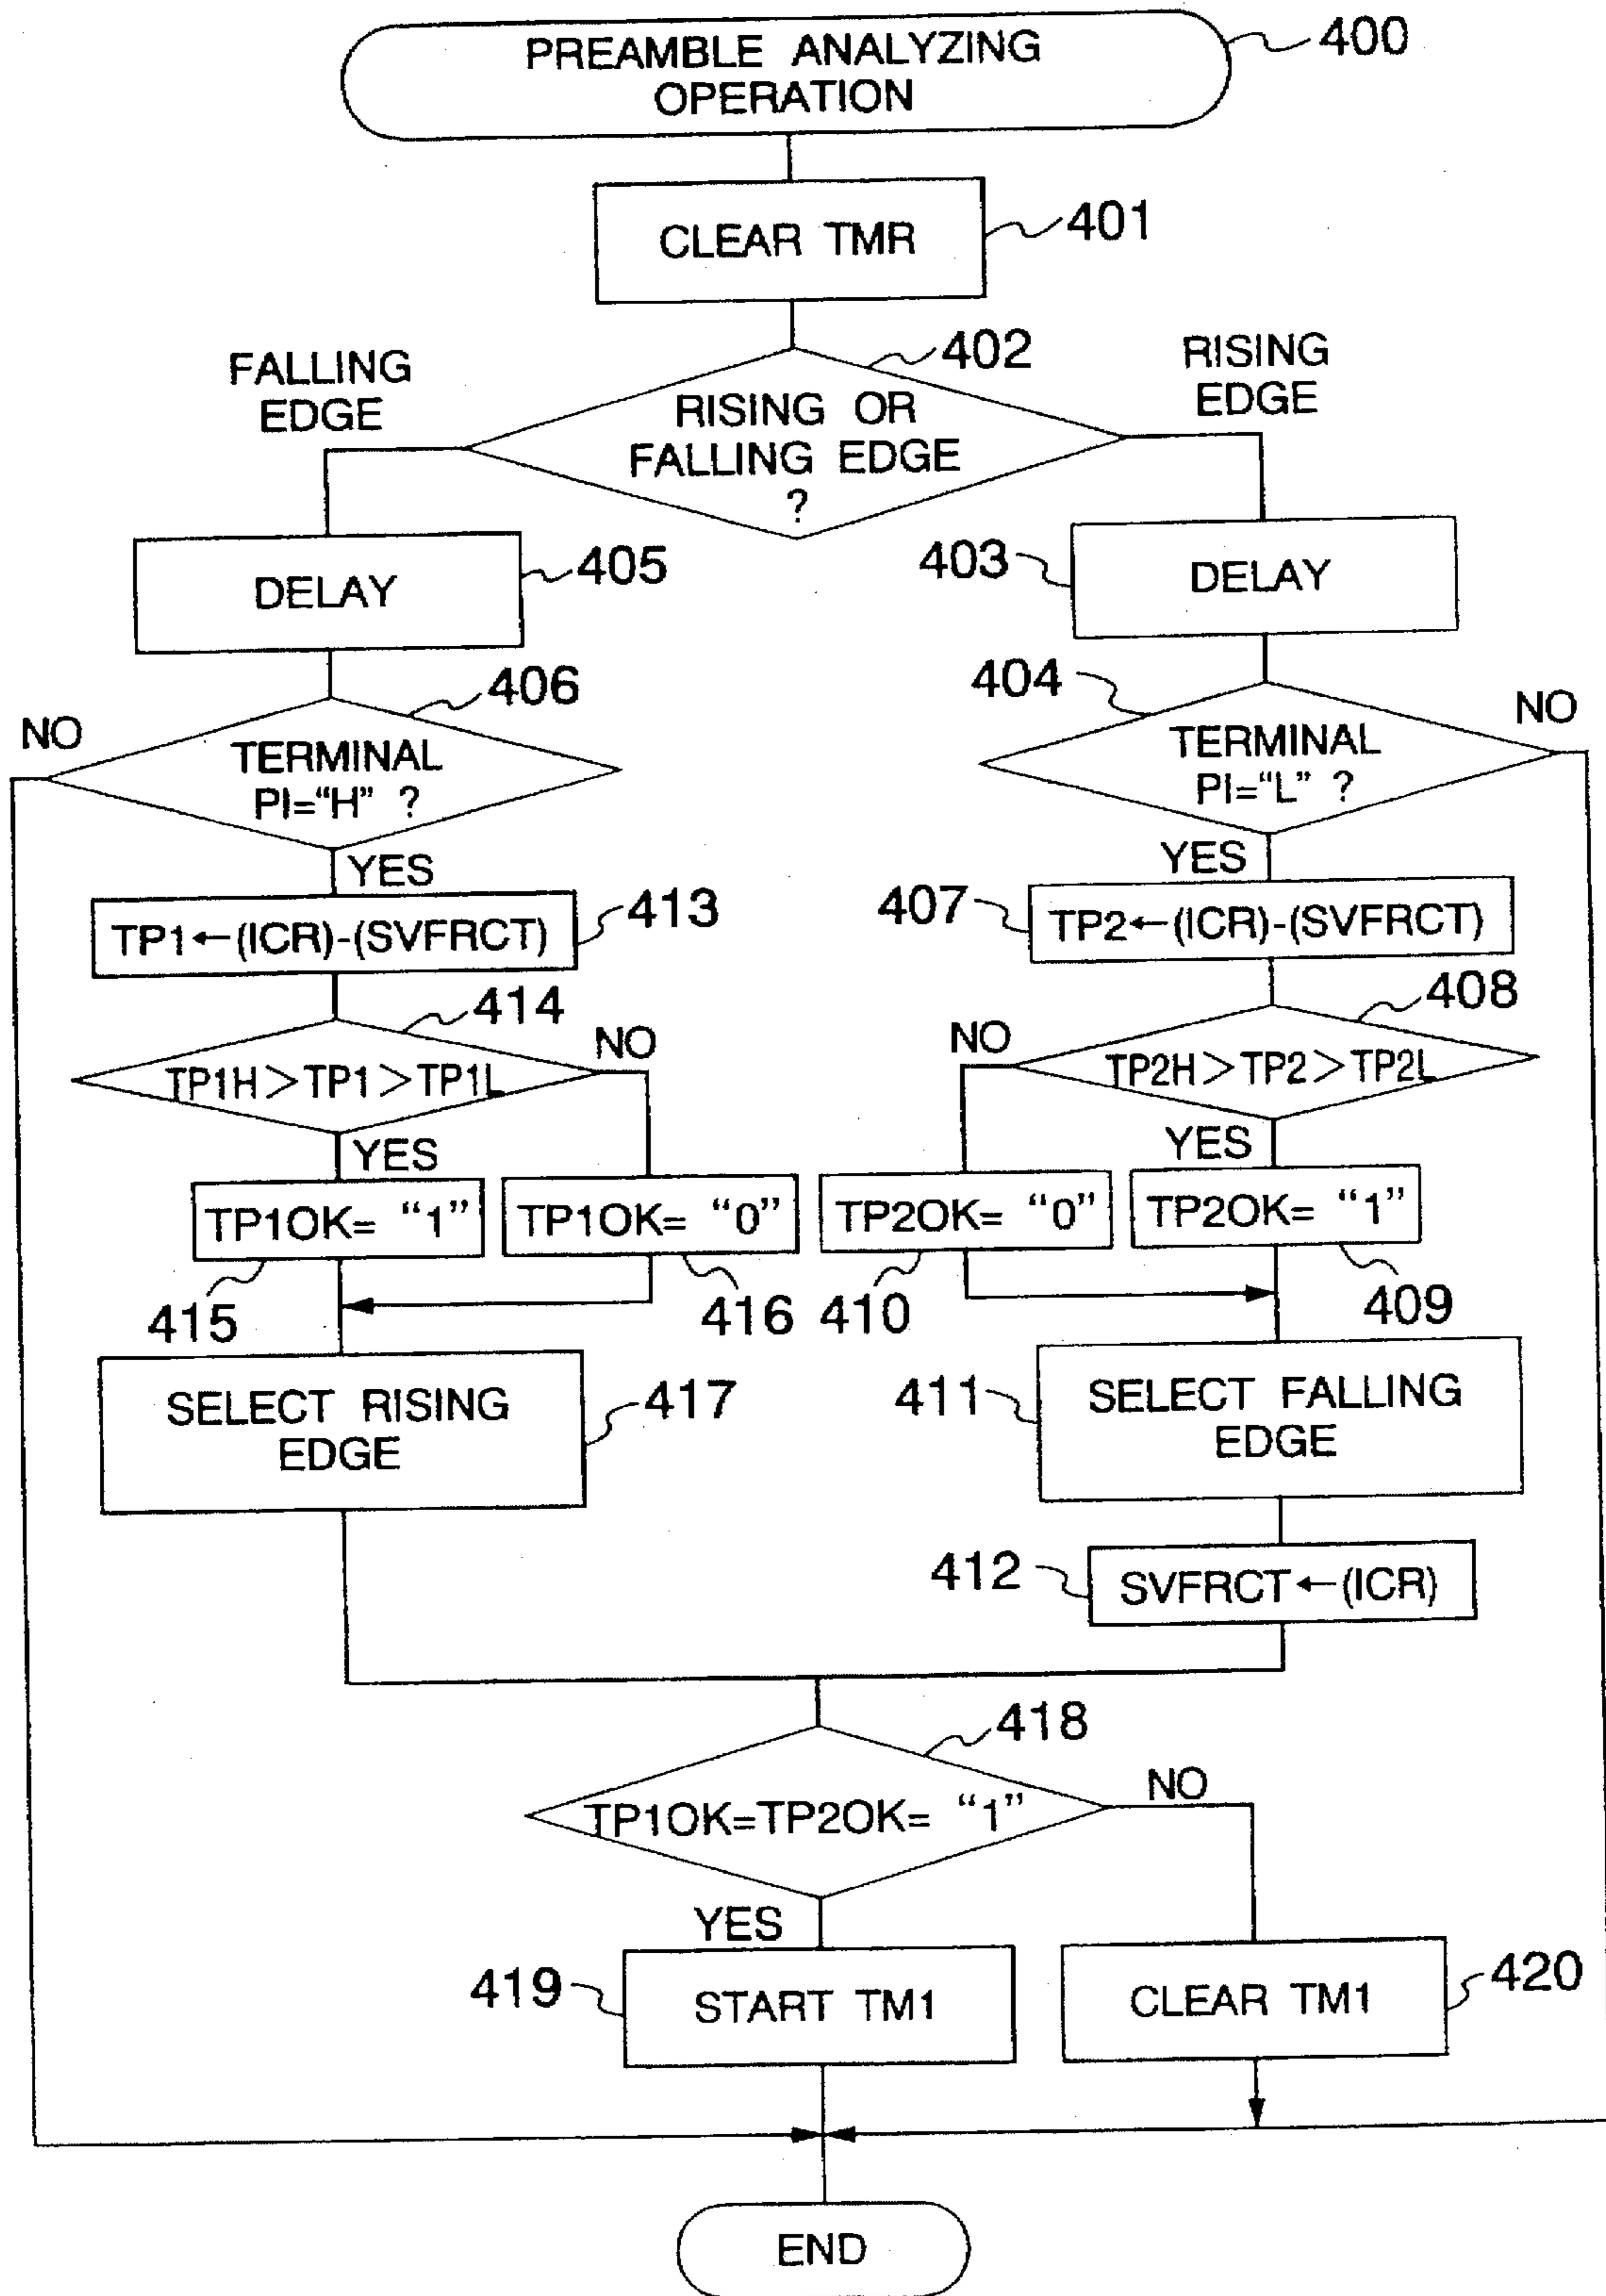 PREAMBLE ANALYZING
OPERATION
400
CLEAR TMR
401
402
FALLING
EDGE
RISING
EDGE
RISING OR
FALLING EDGE
?
DELAY
405
403
DELAY
406
404
NO
TERMINAL
PI="H" ?
TERMINAL
PI="L" ?
NO
YES
YES
TP1←(ICR)-(SVFRCT)
413
407
TP2←(ICR)-(SVFRCT)
414
408
NO
NO
TP1H>TP1>TP1L
TP2H>TP2>TP2L
YES
YES
TP1OK= “1”
TP1OK= “0”
TP2OK= “0”
TP2OK= “1”
415
416
410
409
SELECT RISING
EDGE
417
411
SELECT FALLING
EDGE
412
SVFRCT←(ICR)
418
TP1OK=TP2OK= “1”
NO
YES
419
START TM1
CLEAR TM1
420
END